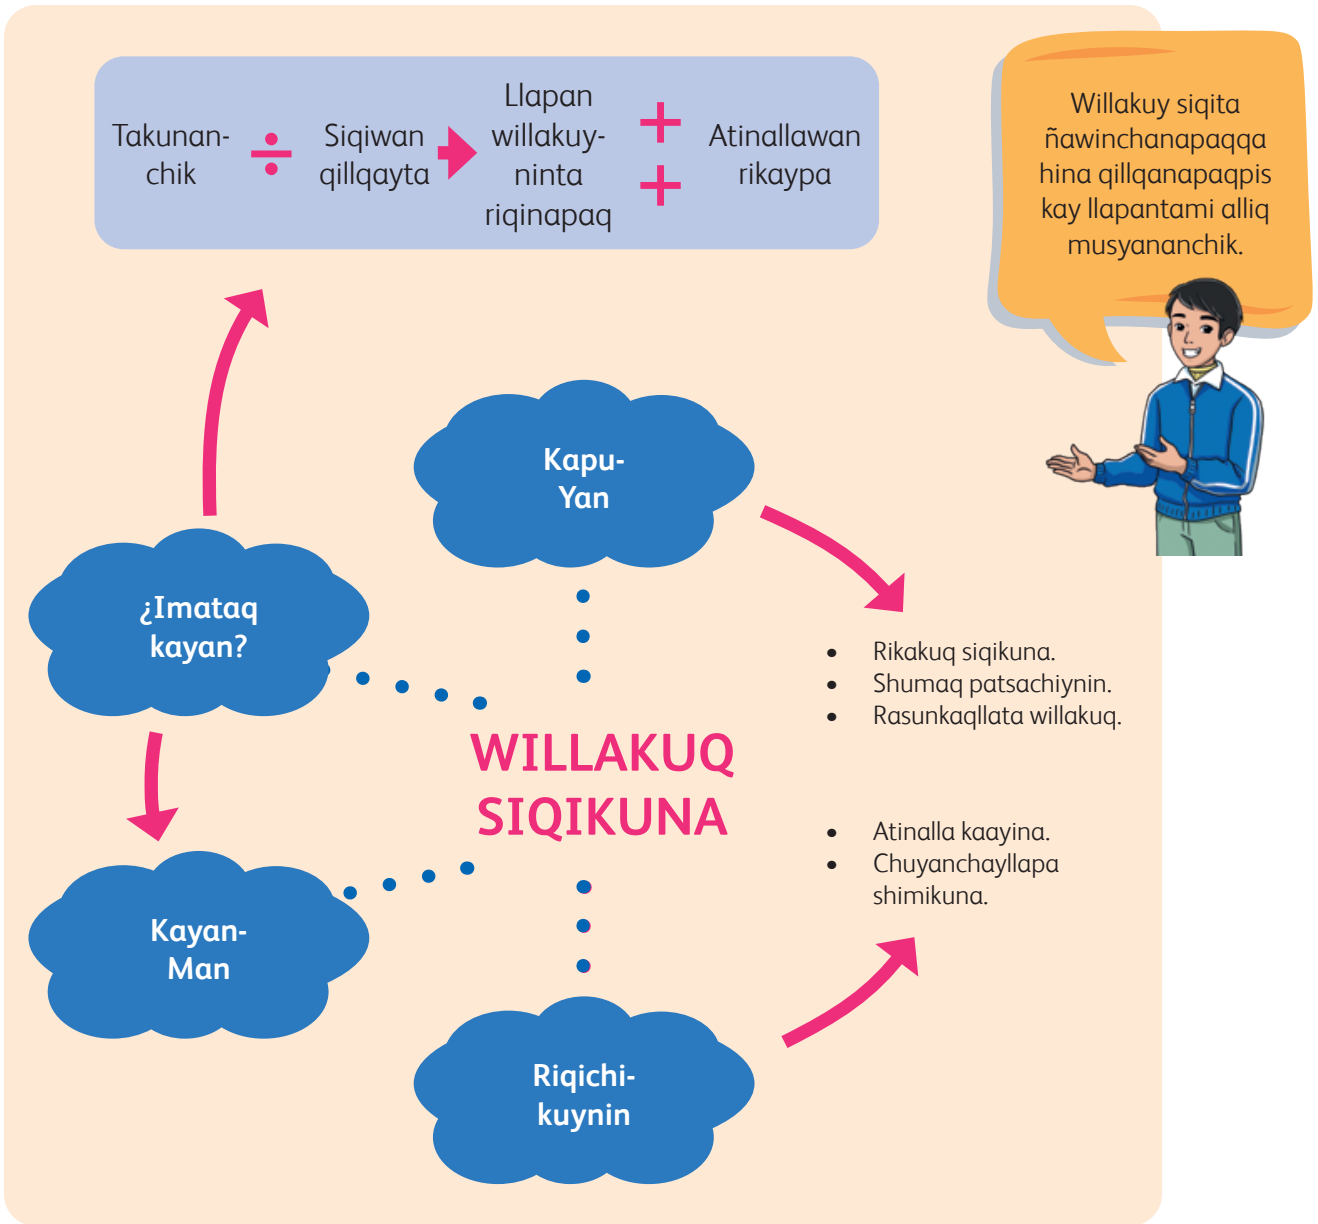 Takunan-
chik
÷
Siqiwan
qillqayta
Llapan
willakuy-
ninta
riqinapaq
+
+
Atinallawan
rikaypa
Willakuy siqita
ñawinchanapaqqa
hina qillqanapaqpis
kay llapantami alliq
musyananchik.
Kapu-
Yan
¿Imataq
kayan?
• Rikakuq siqikuna.
• Shumaq patsachiynin.
• Rasunkaqllata willakuq.
WILLAKUQ
SIQIKUNA
• Atinalla kaayina.
• Chuyanchayllapa
shimikuna.
Kayan-
Man
Riqichi-
kuynin